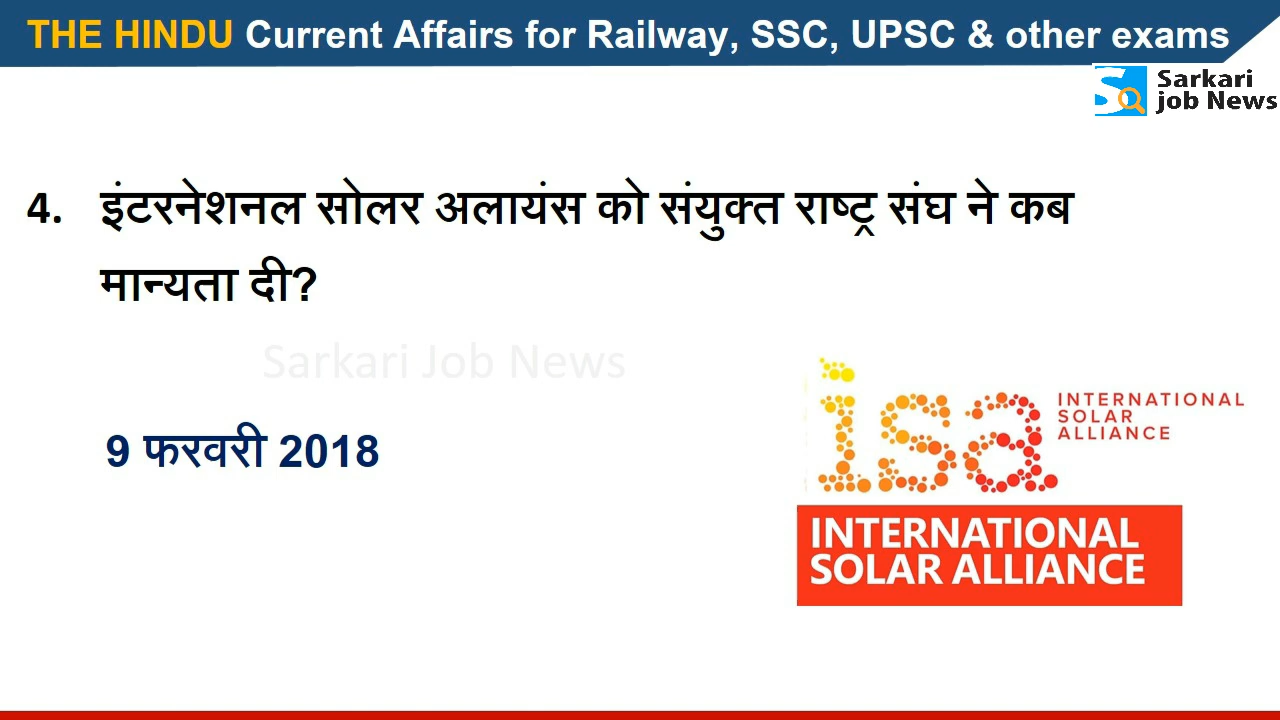 THE HINDU Current Affairs for Railway, SSC, UPSC & other exams
Sarkari
job News
4. इंटरनेशनल सोलर अलायंस को संयुक्त राष्ट्र संघ ने कब
मान्यता दी?
Sarkari Job News
9 फरवरी 2018
isa
INTERNATIONAL
SOLAR
ALLIANCE
INTERNATIONAL
SOLAR ALLIANCE